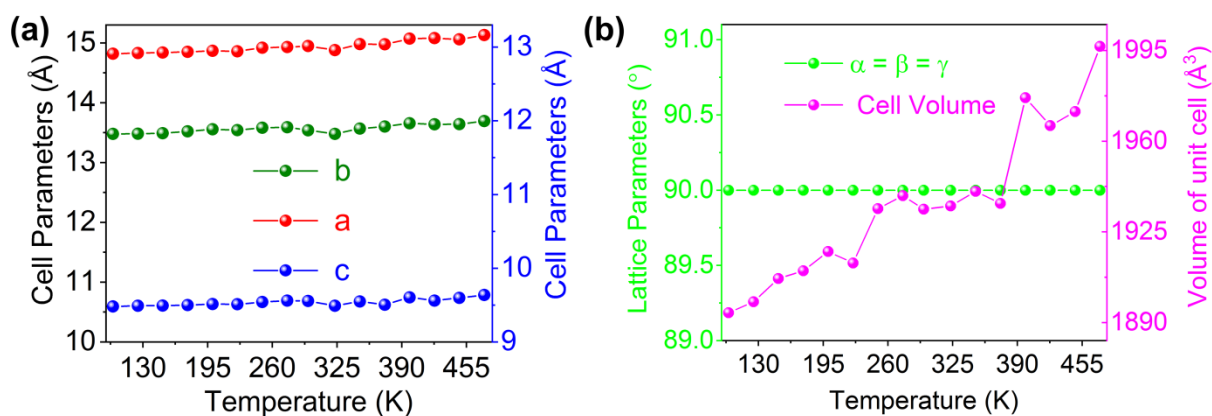 (a)
Cell Parameters (Å)
15
14
13
12
11
10
b
a
c
13
12
11
10
9
Cell Parameters (Å)
130 195 260 325 390 455
Temperature (K)
(b)
Lattice Parameters (°)
91.0
90.5
90.0
89.5
89.0
α = β = γ
Cell Volume
1995
1960
1925
1890
Volume of unit cell (Å³)
130 195 260 325 390 455
Temperature (K)